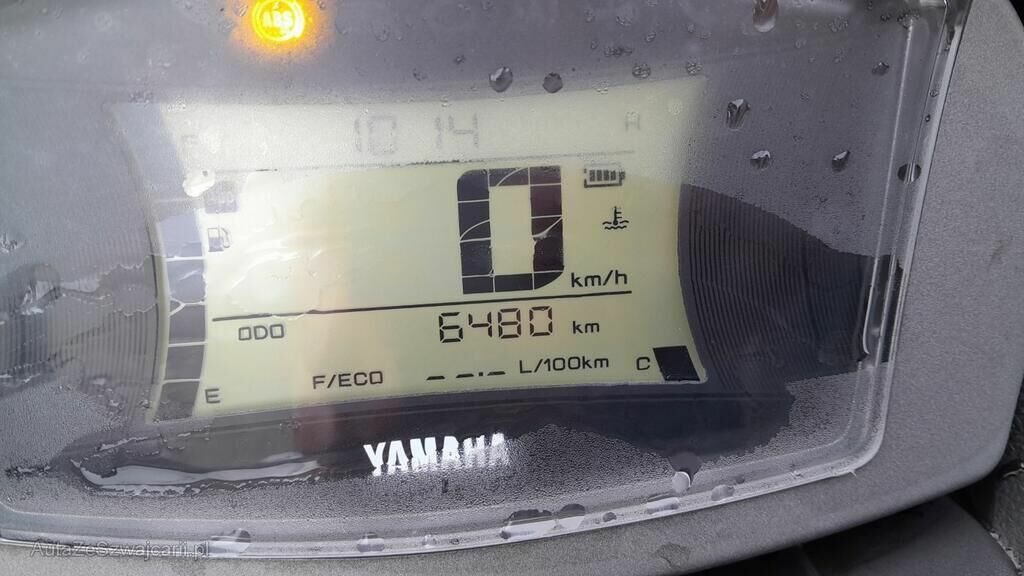 ABS
10 14
F
H
0
km/h
ODO 6480 km
F/ECO --.- L/100km C
E
YAMAHA
AutaZeSzwajcarii.pl